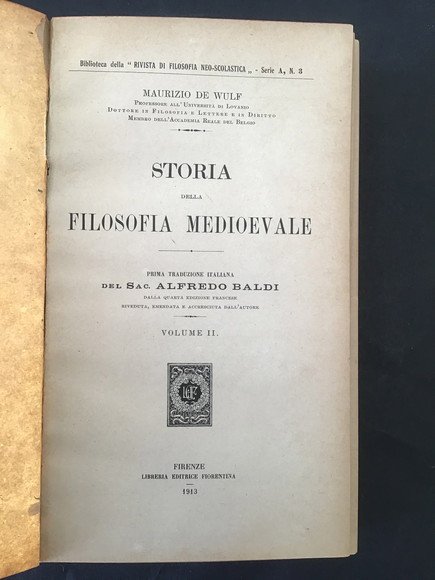 Biblioteca della "RIVISTA DI FILOSOFIA NEO-SCOLASTICA„ - Serie A, N. 3
MAURIZIO DE WULF
PROFESSORE ALL'UNIVERSITÀ DI LOVANIO
DOTTORE IN FILOSOFIA E LETTERE E IN DIRITTO
MEMBRO DELL'ACCADEMIA REALE DEL BELGIO
STORIA
DELLA
FILOSOFIA MEDIOEVALE
PRIMA TRADUZIONE ITALIANA
DEL SAC. ALFREDO BALDI
DALLA QUARTA EDIZIONE FRANCESE
RIVEDUTA, EMENDATA E ACCRESCIUTA DALL'AUTORE
VOLUME II.
FIRENZE
LIBRERIA EDITRICE FIORENTINA
1913